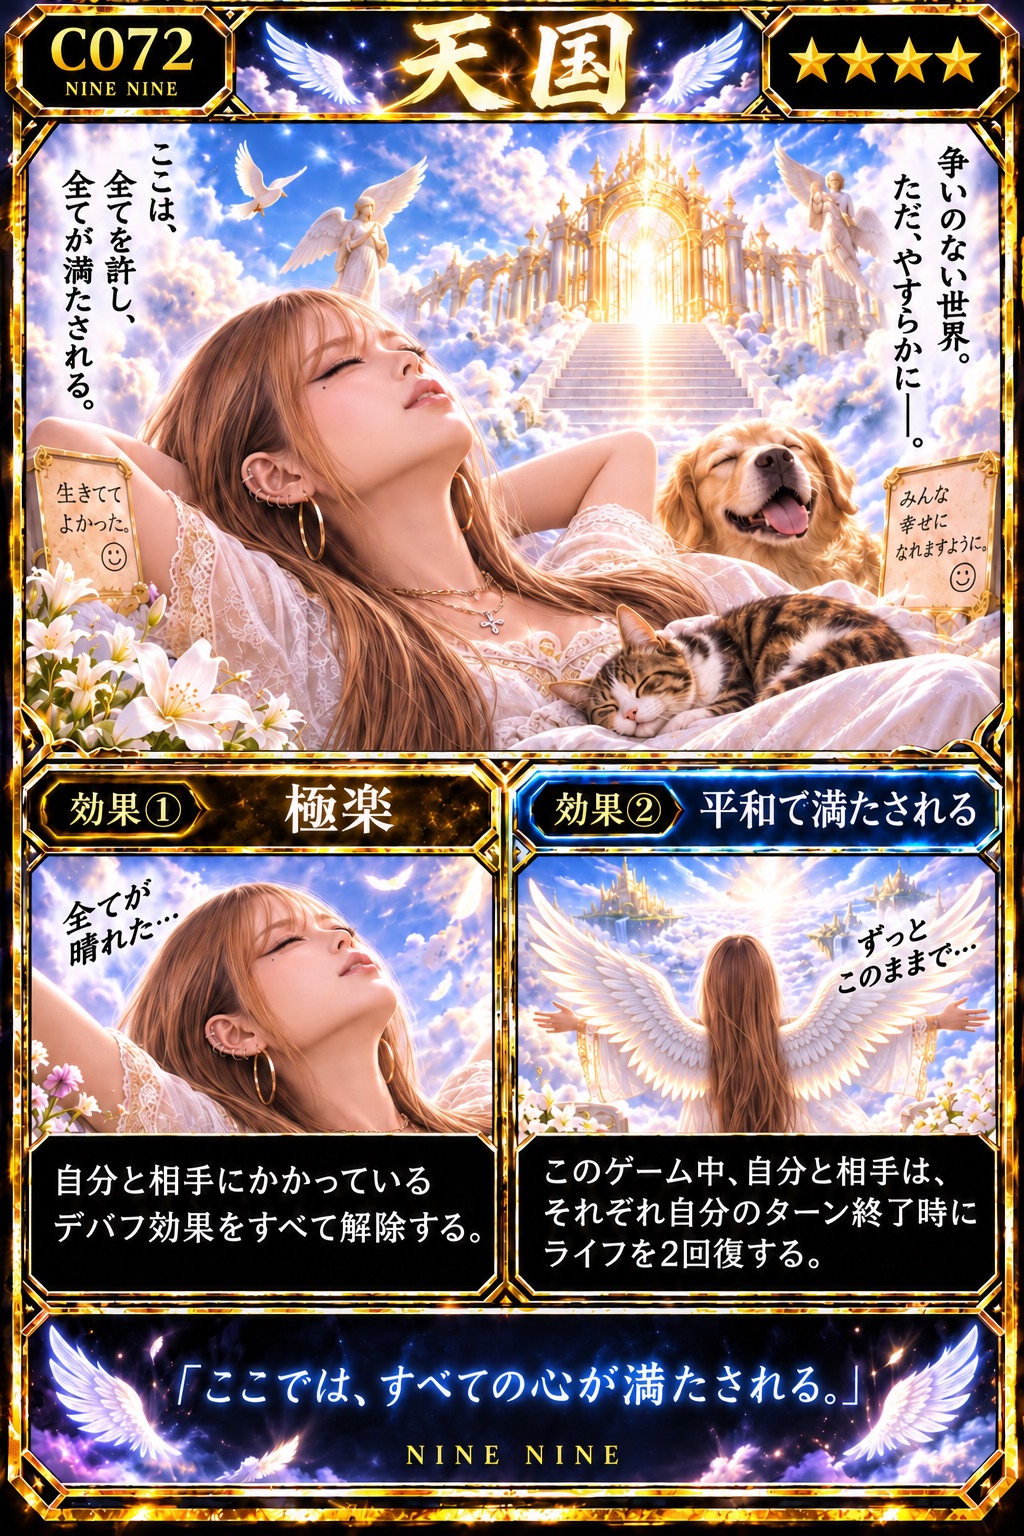 C072
NINE NINE
天国
★★★★
争いのない世界。
ただ、やすらかに――。
ここは、
全てを許し、
全てが満たされる。
生きてて
よかった。
みんな
幸せに
なれますように。
効果①
極楽
全てが
晴れた…
自分と相手にかかっている
デバフ効果をすべて解除する。
効果②
平和で満たされる
ずっと
このままで…
このゲーム中、自分と相手は、
それぞれ自分のターン終了時に
ライフを2回復する。
「ここでは、すべての心が満たされる。」
NINE NINE